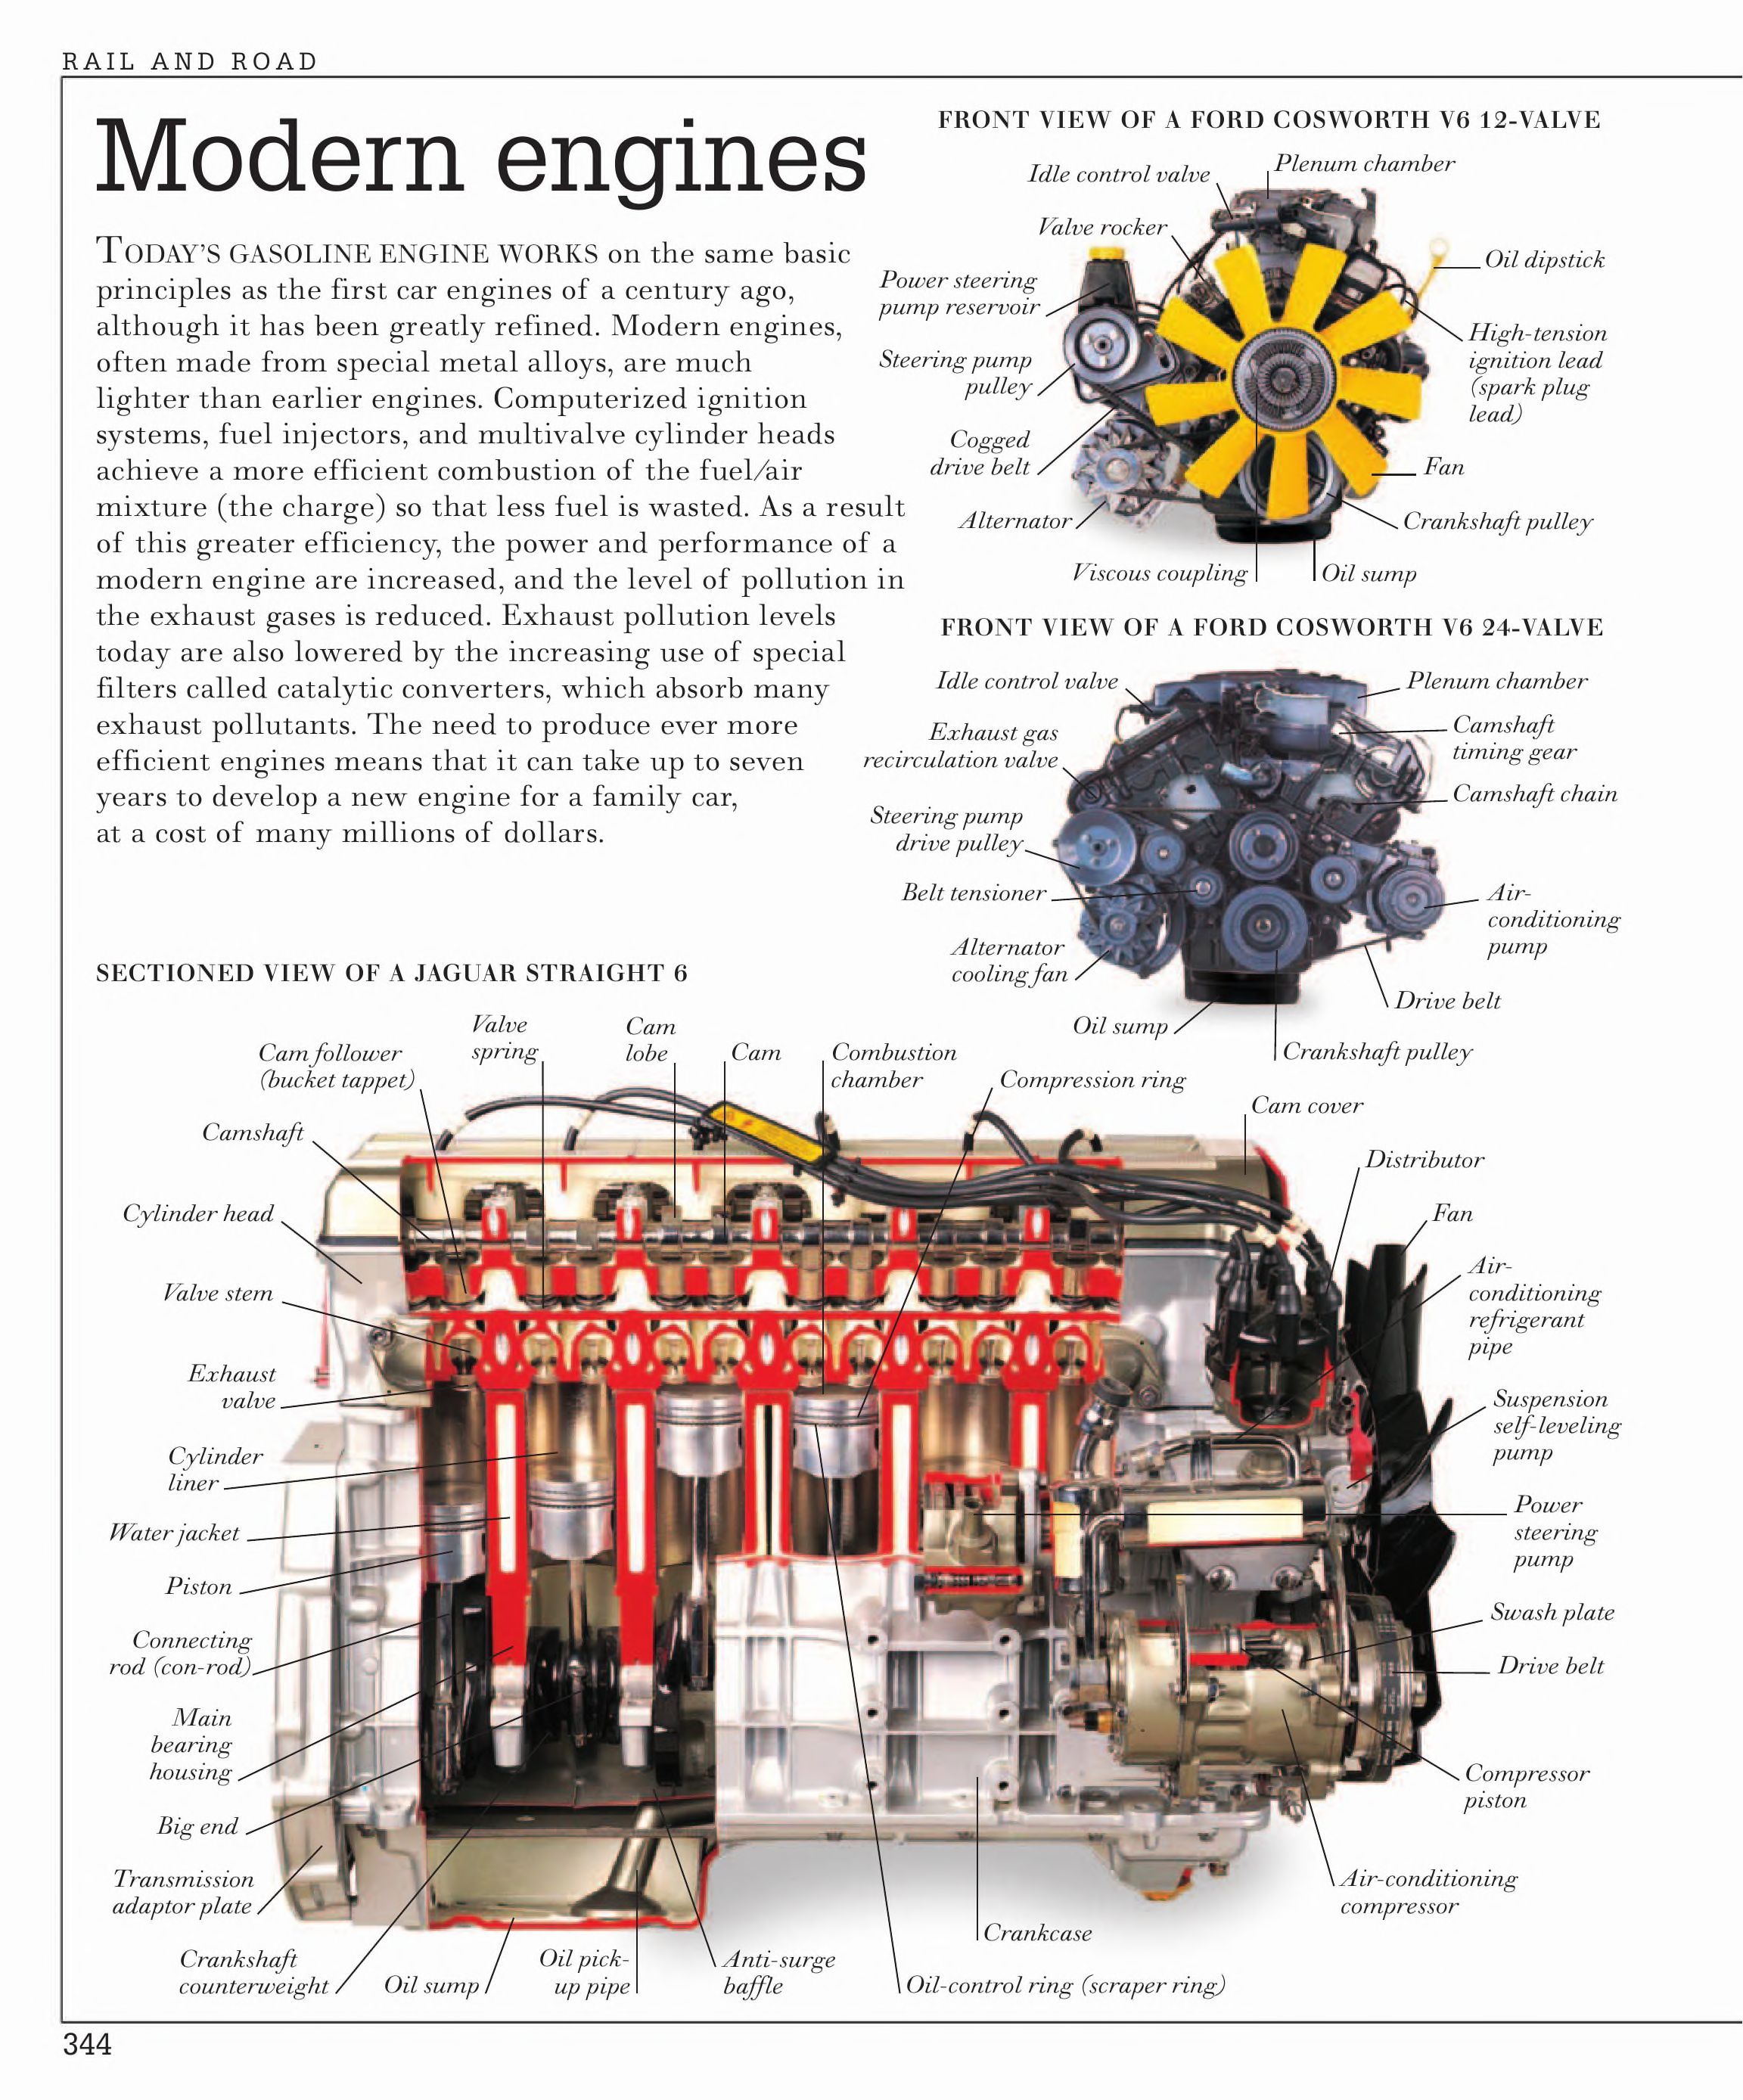 RAIL AND ROAD
Modern engines
TODAY'S GASOLINE ENGINE WORKS on the same basic
principles as the first car engines of a century ago,
although it has been greatly refined. Modern engines,
often made from special metal alloys, are much
lighter than earlier engines. Computerized ignition
systems, fuel injectors, and multivalve cylinder heads
achieve a more efficient combustion of the fuel/air
mixture (the charge) so that less fuel is wasted. As a result
of this greater efficiency, the power and performance of a
modern engine are increased, and the level of pollution in
the exhaust gases is reduced. Exhaust pollution levels
today are also lowered by the increasing use of special
filters called catalytic converters, which absorb many
exhaust pollutants. The need to produce ever more
efficient engines means that it can take up to seven
years to develop a new engine for a family car,
at a cost of many millions of dollars.
FRONT VIEW OF A FORD COSWORTH V6 12-VALVE
Idle control valve
Plenum chamber
Valve rocker
Oil dipstick
Power steering
pump reservoir
High-tension
ignition lead
(spark plug
lead)
Steering pump
pulley
Cogged
drive belt
Fan
Alternator
Crankshaft pulley
Viscous coupling
Oil sump
FRONT VIEW OF A FORD COSWORTH V6 24-VALVE
Idle control valve
Plenum chamber
Exhaust gas
recirculation valve
Camshaft
timing gear
Camshaft chain
Steering pump
drive pulley
Belt tensioner
Air-
conditioning
pump
Alternator
cooling fan
Drive belt
Oil sump
Crankshaft pulley
SECTIONED VIEW OF A JAGUAR STRAIGHT 6
Cam follower
(bucket tappet)
Valve
spring
Cam
lobe
Cam
Combustion
chamber
Compression ring
Cam cover
Camshaft
Distributor
Cylinder head
Fan
Valve stem
Air-
conditioning
refrigerant
pipe
Exhaust
valve
Suspension
self-leveling
pump
Cylinder
liner
Water jacket
Power
steering
pump
Piston
Swash plate
Connecting
rod (con-rod)
Drive belt
Main
bearing
housing
Compressor
piston
Big end
Transmission
adaptor plate
Air-conditioning
compressor
Crankshaft
counterweight
Oil sump
Oil pick-
up pipe
Anti-surge
baffle
Crankcase
Oil-control ring (scraper ring)
344